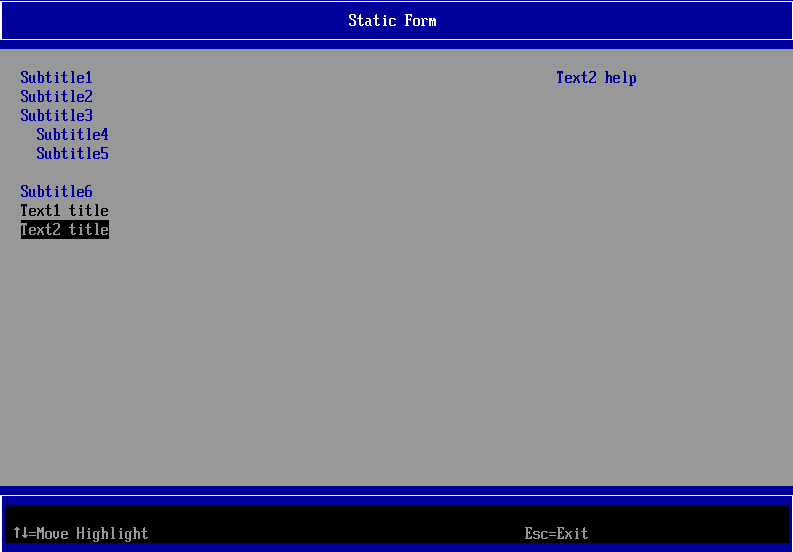 Static Form
Subtitle1
Text2 help
Subtitle2
Subtitle3
Subtitle4
Subtitle5
Subtitle6
Text1 title
Text2 title
↑↓=Move Highlight
Esc=Exit